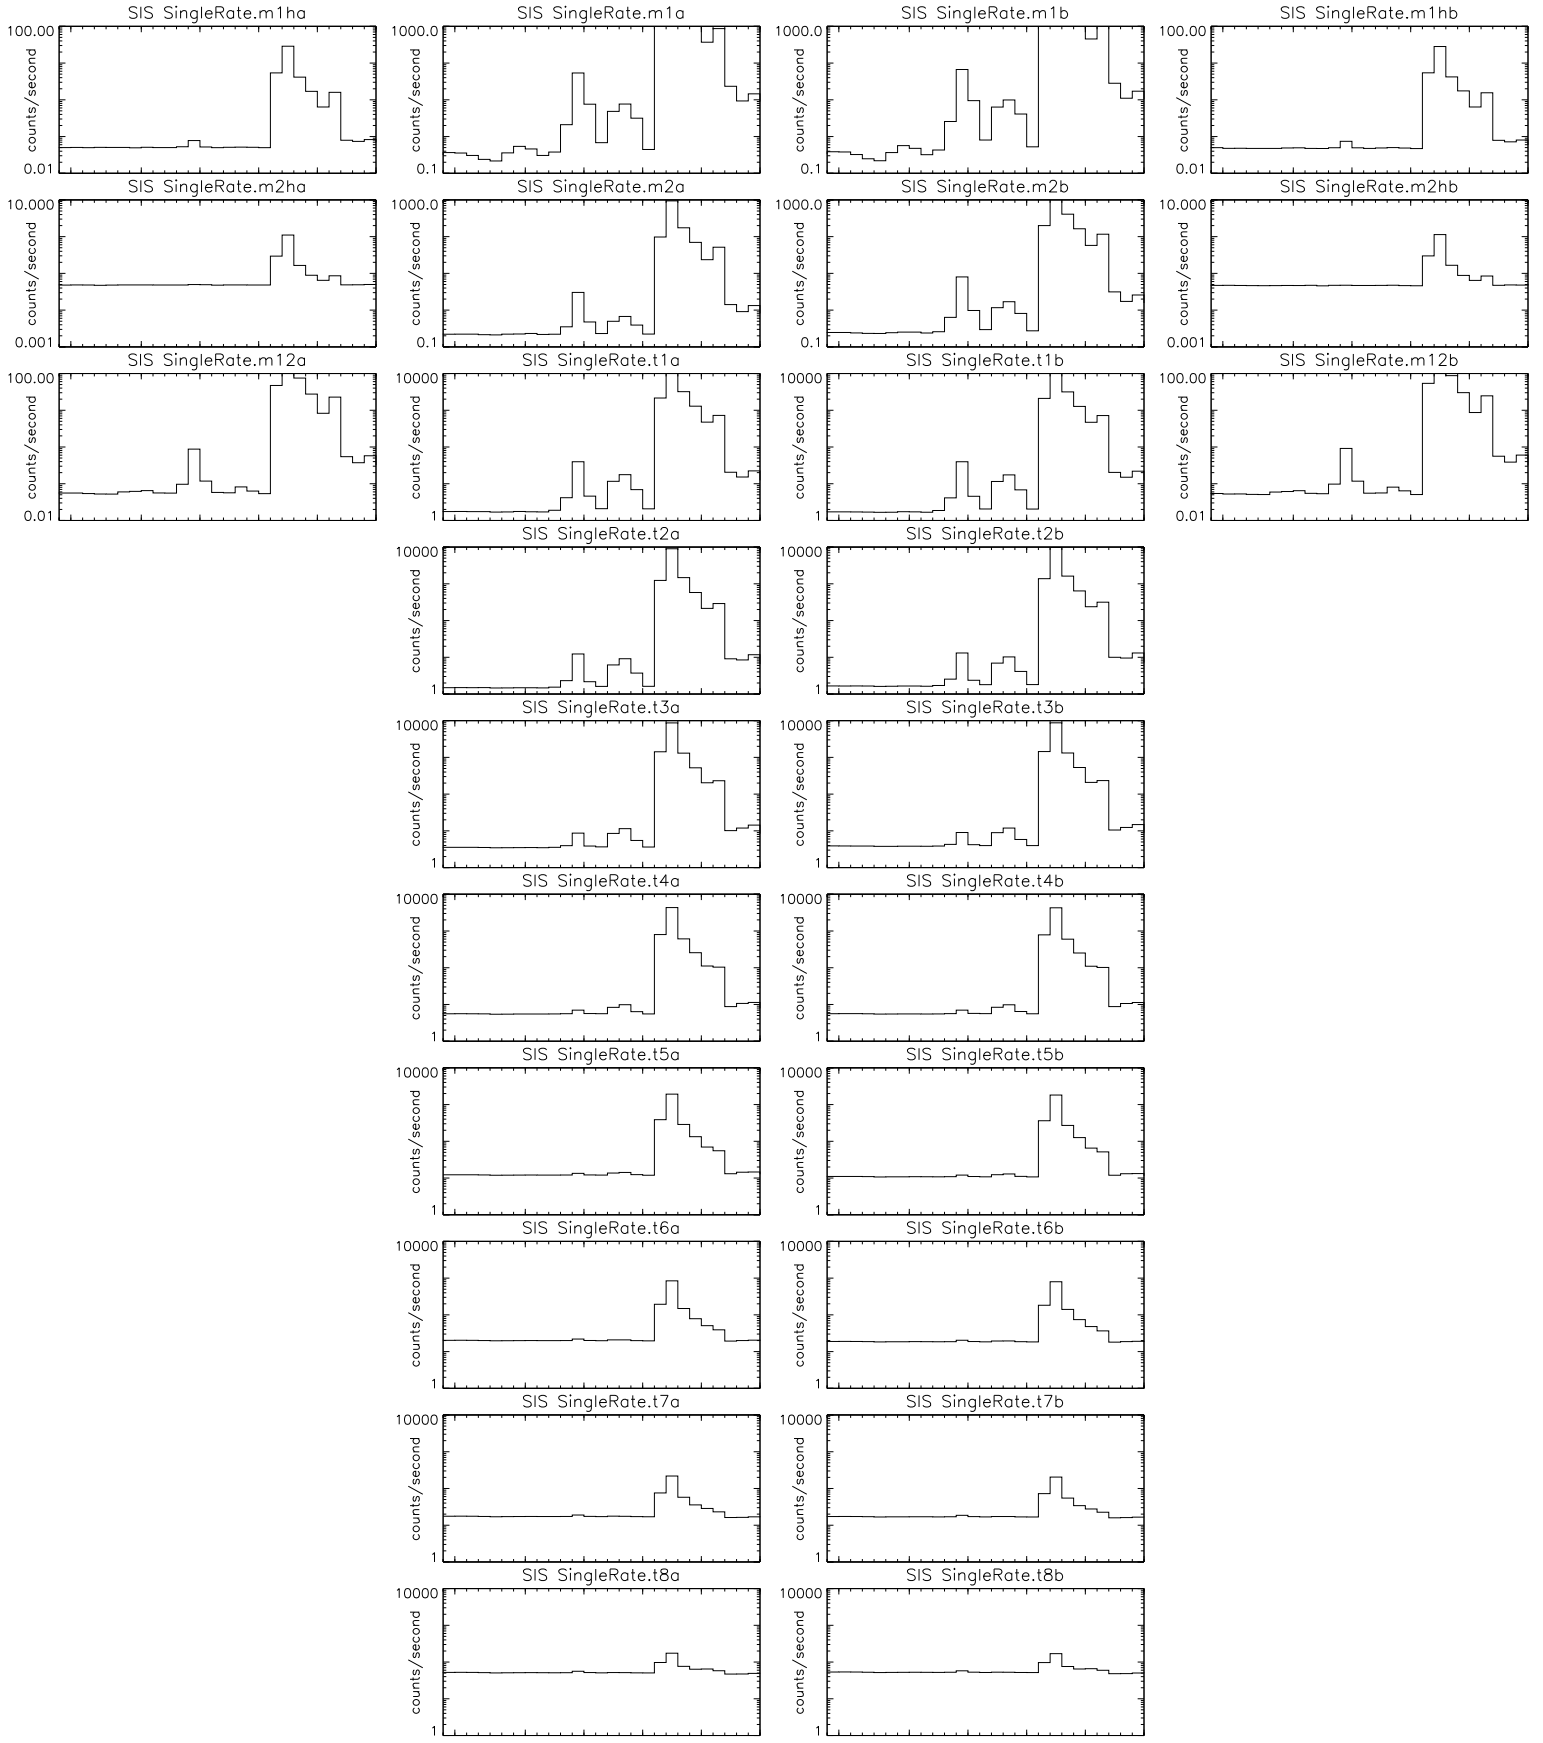 SIS SingleRate.m1ha
100.00
counts/second
0.01
SIS SingleRate.m1a
1000.0
counts/second
0.1
SIS SingleRate.m1b
1000.0
counts/second
0.1
SIS SingleRate.m1hb
100.00
counts/second
0.01
SIS SingleRate.m2ha
10.000
counts/second
0.001
SIS SingleRate.m2a
1000.0
counts/second
0.1
SIS SingleRate.m2b
1000.0
counts/second
0.1
SIS SingleRate.m2hb
10.000
counts/second
0.001
SIS SingleRate.m12a
100.00
counts/second
0.01
SIS SingleRate.t1a
10000
counts/second
1
SIS SingleRate.t1b
10000
counts/second
1
SIS SingleRate.m12b
100.00
counts/second
0.01
SIS SingleRate.t2a
10000
counts/second
1
SIS SingleRate.t2b
10000
counts/second
1
SIS SingleRate.t3a
10000
counts/second
1
SIS SingleRate.t3b
10000
counts/second
1
SIS SingleRate.t4a
10000
counts/second
1
SIS SingleRate.t4b
10000
counts/second
1
SIS SingleRate.t5a
10000
counts/second
1
SIS SingleRate.t5b
10000
counts/second
1
SIS SingleRate.t6a
10000
counts/second
1
SIS SingleRate.t6b
10000
counts/second
1
SIS SingleRate.t7a
10000
counts/second
1
SIS SingleRate.t7b
10000
counts/second
1
SIS SingleRate.t8a
10000
counts/second
1
SIS SingleRate.t8b
10000
counts/second
1